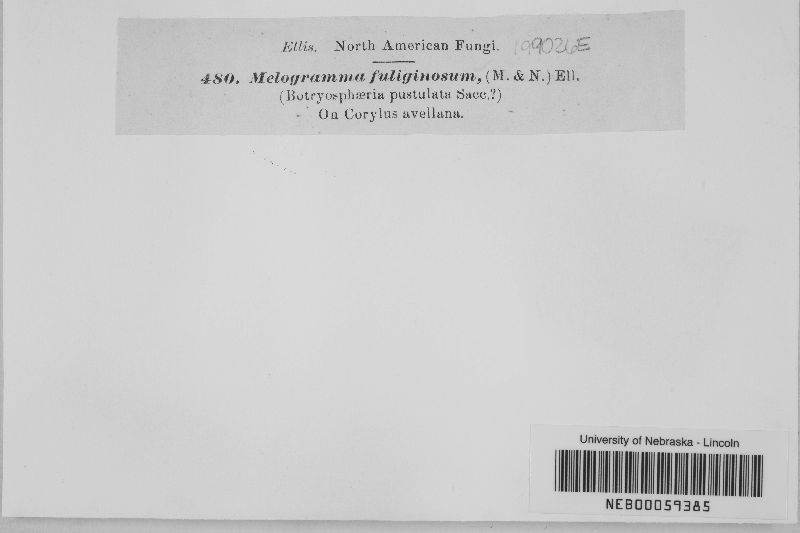 Ellis. North American Fungi. 199026E
480. Melogramma fuliginosum, (M. & N.) Ell.
(Botryosphæria pustulata Sacc.?)
On Corylus avellana.
University of Nebraska - Lincoln
NEB00059385